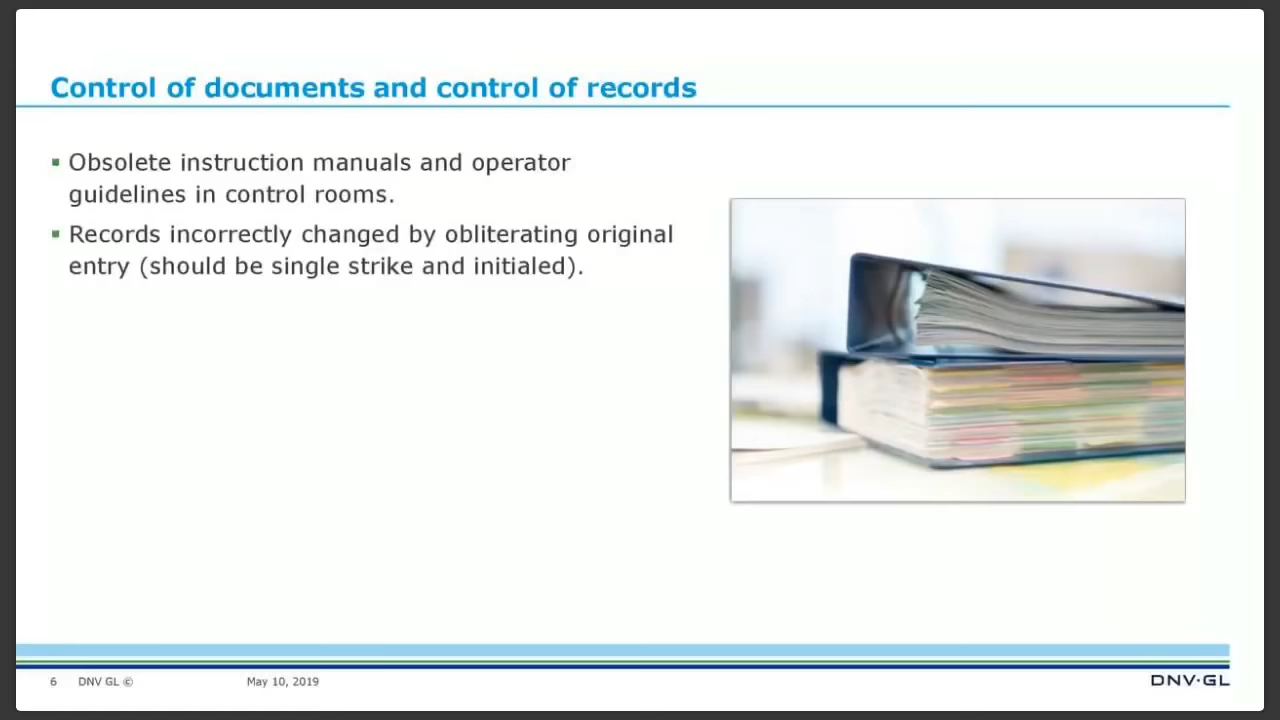 Control of documents and control of records
▪ Obsolete instruction manuals and operator
guidelines in control rooms.
▪ Records incorrectly changed by obliterating original
entry (should be single strike and initialed).
6 DNV GL © May 10, 2019
DNV·GL